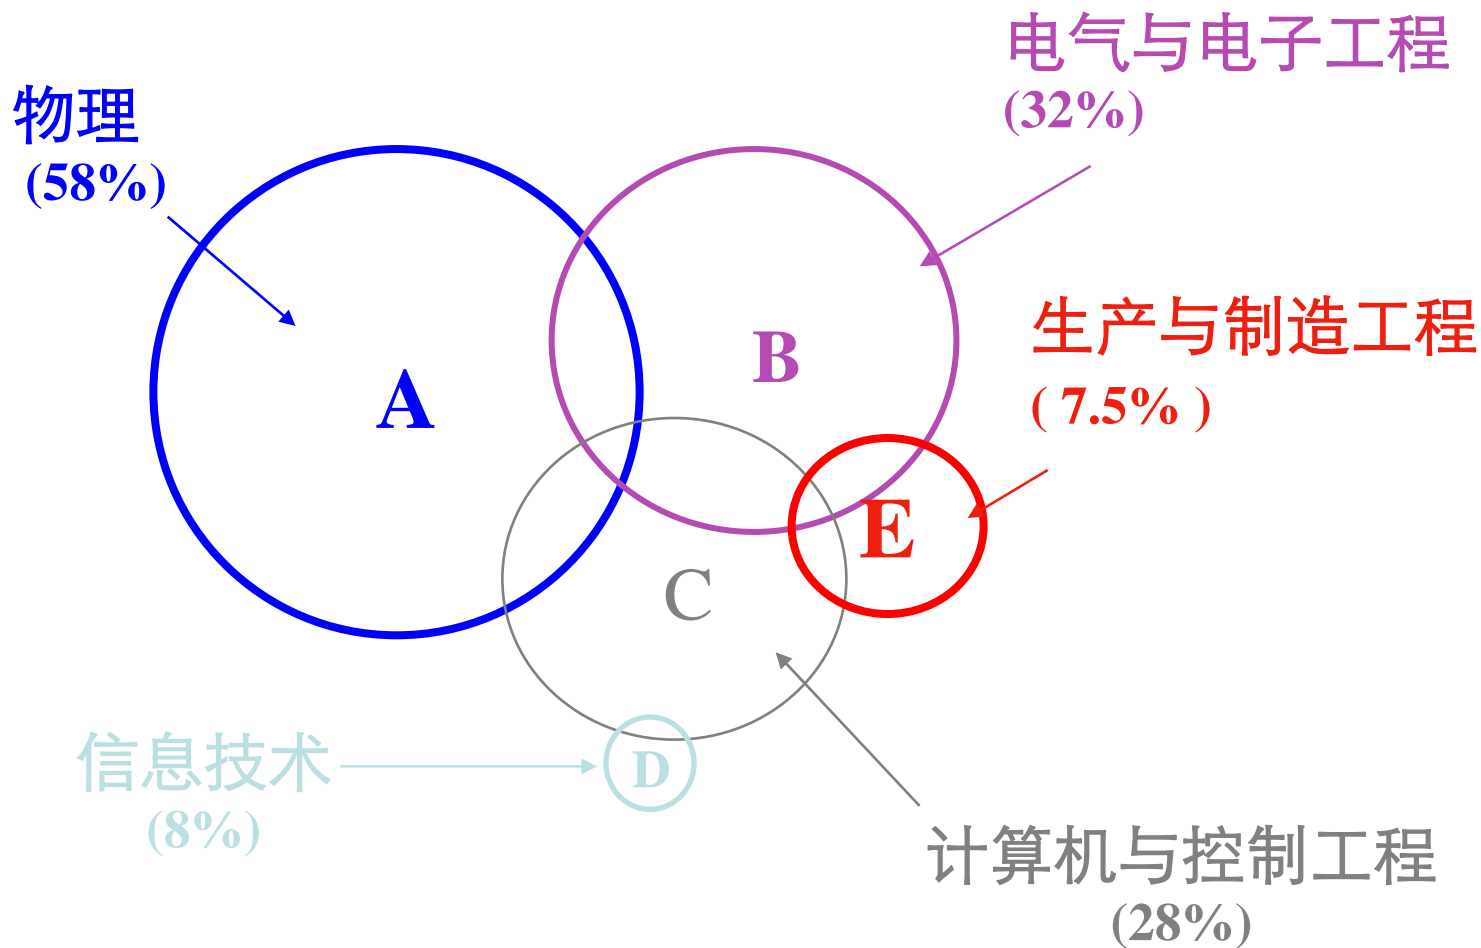 电气与电子工程
(32%)
物理
(58%)
生产与制造工程
( 7.5% )
A
B
E
C
信息技术
(8%)
D
计算机与控制工程
(28%)